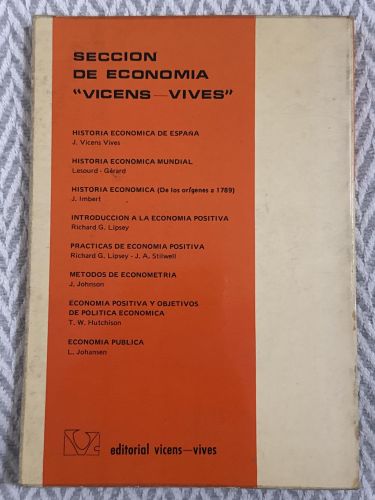 SECCION
DE ECONOMIA
“VICENS—VIVES”
HISTORIA ECONOMICA DE ESPAÑA
J. Vicens Vives
HISTORIA ECONOMICA MUNDIAL
Lesourd - Gérard
HISTORIA ECONOMICA (De los orígenes a 1789)
J. Imbert
INTRODUCCION A LA ECONOMIA POSITIVA
Richard G. Lipsey
PRACTICAS DE ECONOMIA POSITIVA
Richard G. Lipsey - J. A. Stilwell
METODOS DE ECONOMETRIA
J. Johnson
ECONOMIA POSITIVA Y OBJETIVOS
DE POLITICA ECONOMICA
T. W. Hutchison
ECONOMIA PUBLICA
L. Johansen
editorial vicens—vives